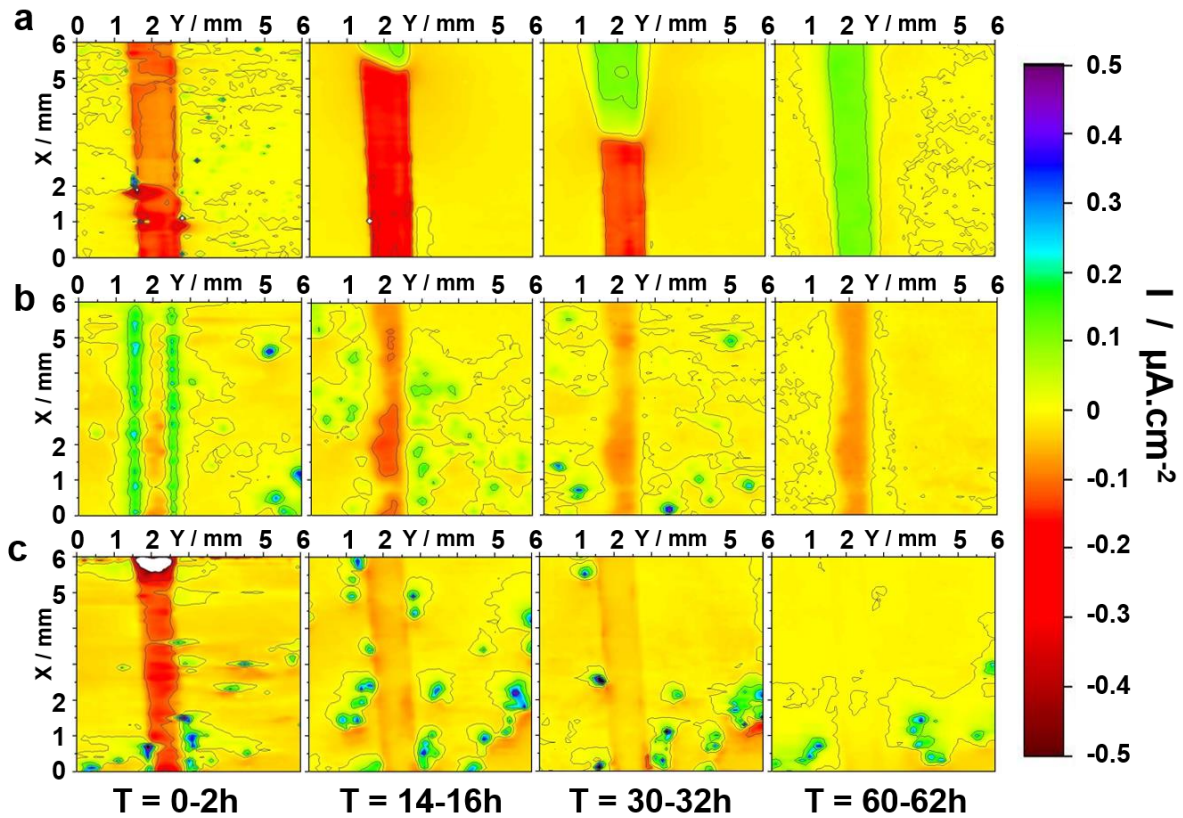 a
0 1 2 Y / mm 5 6
1 2 Y / mm 5 6
1 2 Y / mm 5 6
1 2 Y / mm 5 6
6
5
X / mm
2
1
0
b
0 1 2 Y / mm 5 6
1 2 Y / mm 5 6
1 2 Y / mm 5 6
1 2 Y / mm 5 6
6
5
X / mm
2
1
0
c
0 1 2 Y / mm 5 6
1 2 Y / mm 5 6
1 2 Y / mm 5 6
1 2 Y / mm 5 6
6
5
X / mm
2
1
0
T = 0-2h
T = 14-16h
T = 30-32h
T = 60-62h
0.5
0.4
0.3
0.2
0.1
0
-0.1
-0.2
-0.3
-0.4
-0.5
I / µA.cm-2